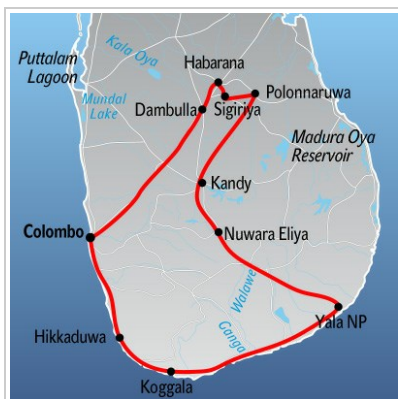 Puttalam
Lagoon
Kala Oya
Habarana
Mundal
Lake
Dambulla
Sigiriya
Polonnaruwa
Madura Oya
Reservoir
Kandy
Colombo
Nuwara Eliya
Walawe
Ganga
Yala NP
Hikkaduwa
Koggala